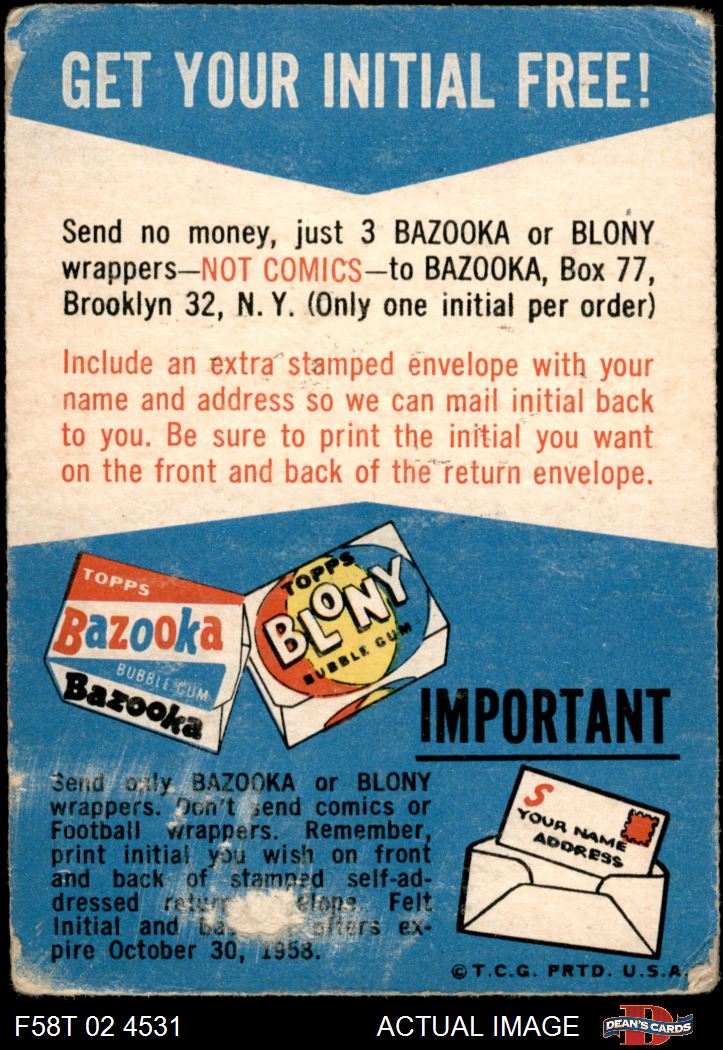 GET YOUR INITIAL FREE!
Send no money, just 3 BAZOOKA or BLONY
wrappers—NOT COMICS—to BAZOOKA, Box 77,
Brooklyn 32, N. Y. (Only one initial per order)
Include an extra stamped envelope with your
name and address so we can mail initial back
to you. Be sure to print the initial you want
on the front and back of the return envelope.
TOPPS
Bazooka
BUBBLE GUM
Bazooka
TOPPS
BLONY
BUBBLE GUM
IMPORTANT
Send only BAZOOKA or BLONY
wrappers. Don't send comics or
Football wrappers. Remember,
print initial you wish on front
and back of stamped self-ad-
dressed return Felt
Initial and offers ex-
pire October 30, 1958.
S
YOUR NAME
ADDRESS
© T.C.G. PRTD. U.S.A.
F58T 02 4531
ACTUAL IMAGE
D
DEAN'S CARDS